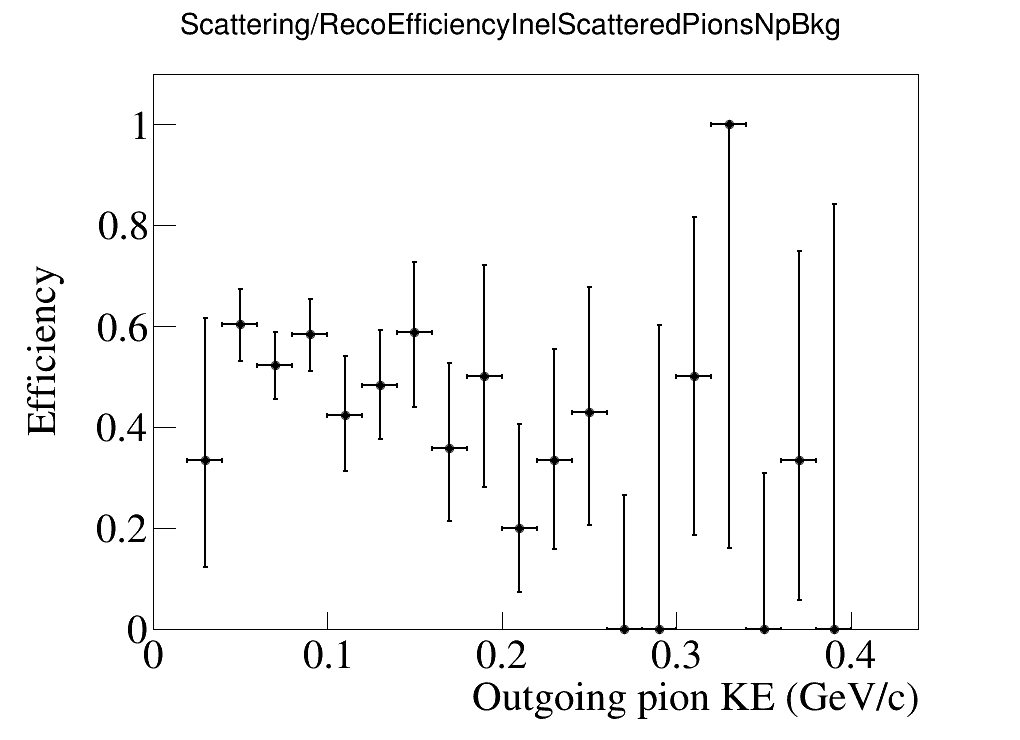 Scattering/RecoEfficiencyInelScatteredPionsNpBkg
1
0.8
0.6
0.4
0.2
0
Efficiency
0 0.1 0.2 0.3 0.4
Outgoing pion KE (GeV/c)